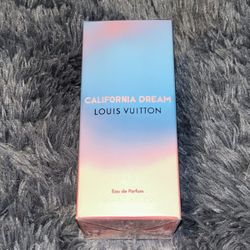 CALIFORNIA DREAM
LOUIS VUITTON
Eau de Parfum